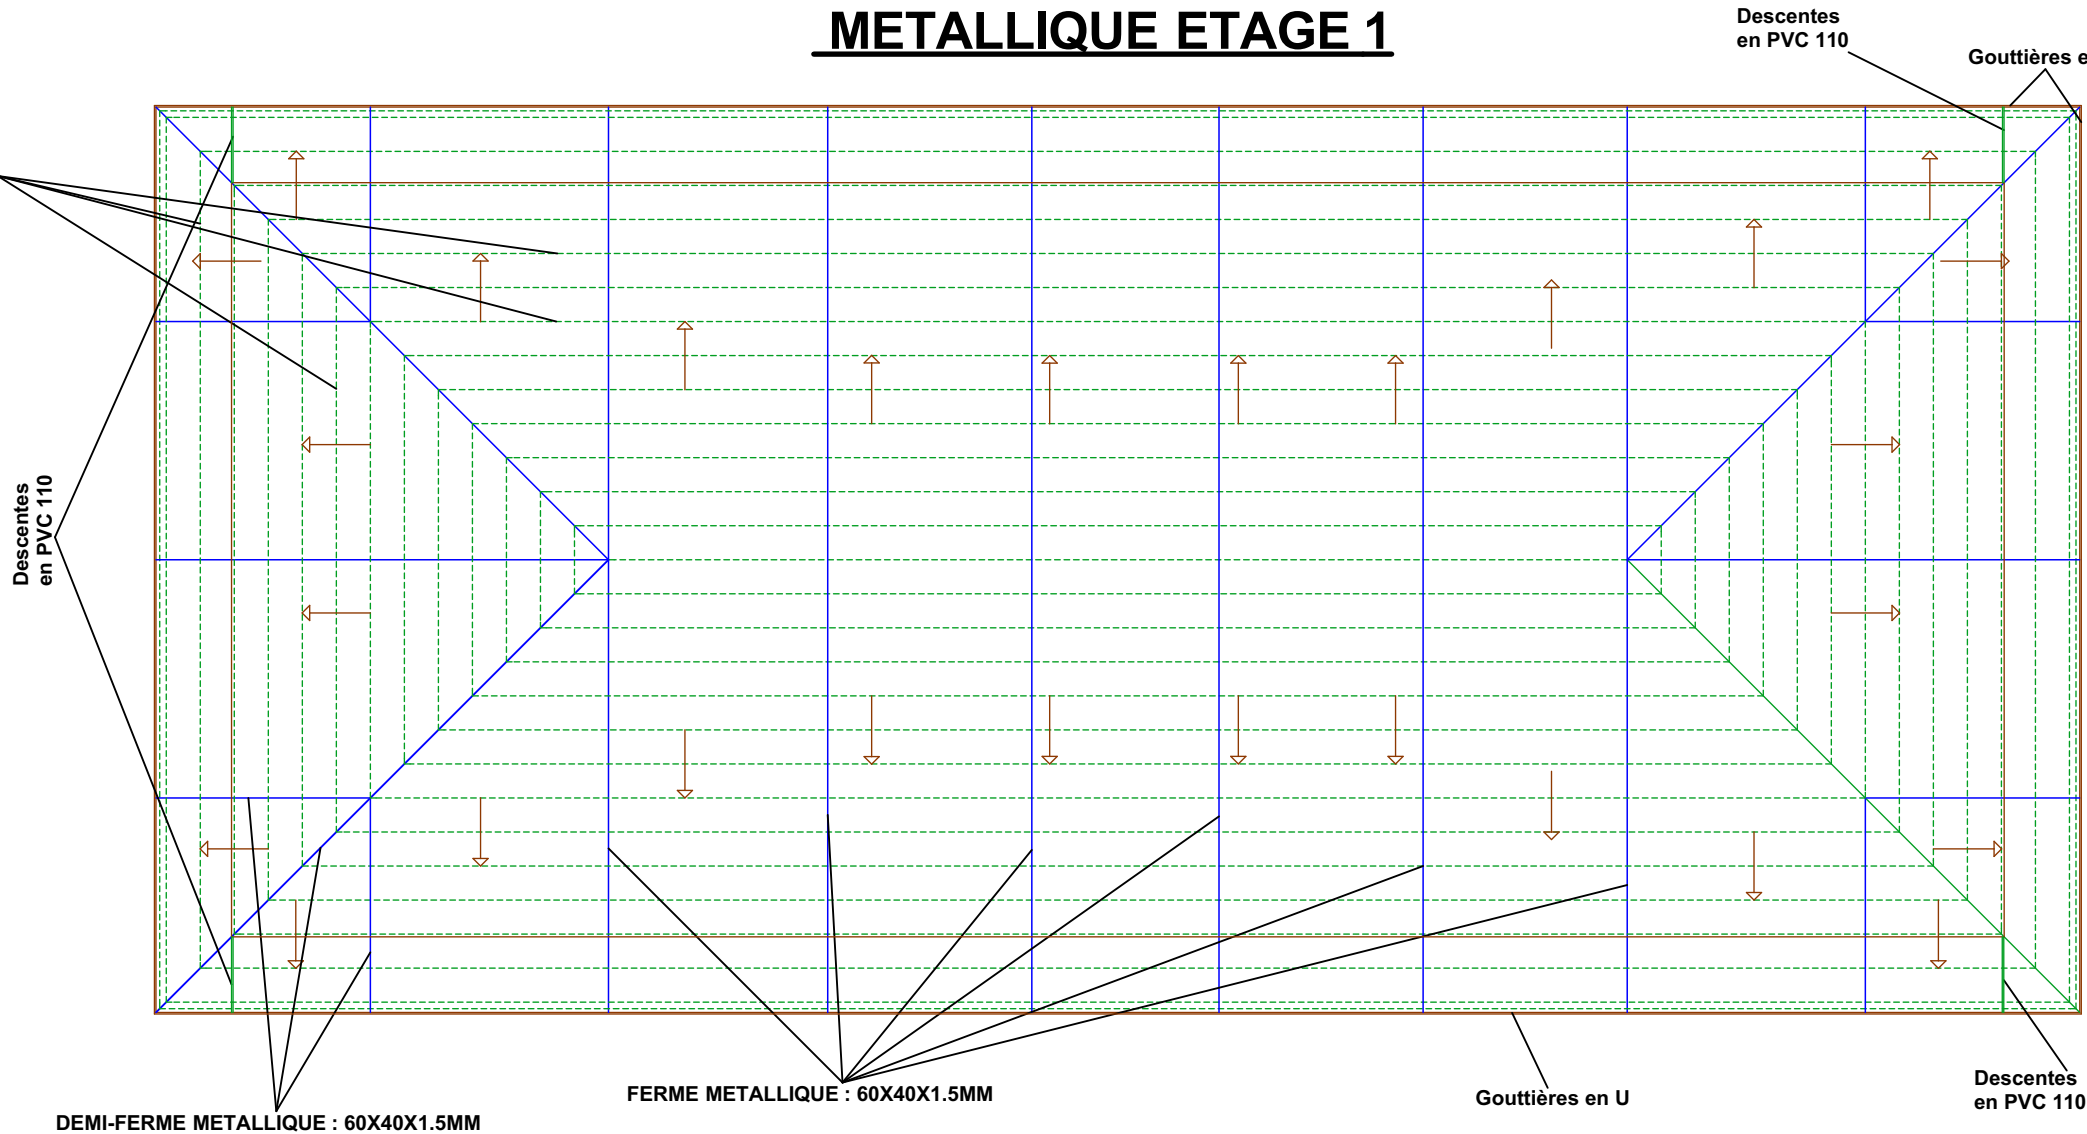 METALLIQUE ETAGE 1
Descentes
en PVC 110
Gouttières e
Descentes
en PVC 110
FERME METALLIQUE : 60X40X1.5MM
Gouttières en U
Descentes
en PVC 110
DEMI-FERME METALLIQUE : 60X40X1.5MM